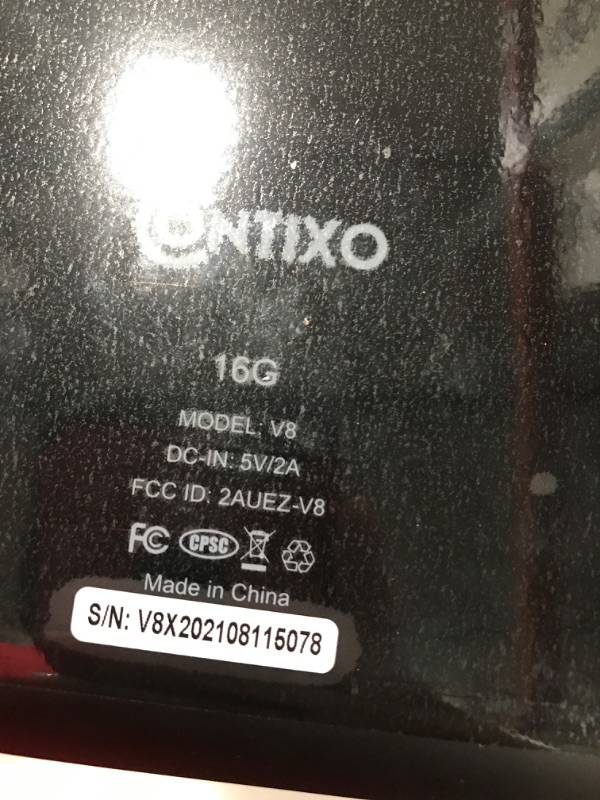 CONTIXO
16G
MODEL: V8
DC-IN: 5V/2A
FCC ID: 2AUEZ-V8
FC CPSC
Made in China
S/N: V8X202108115078